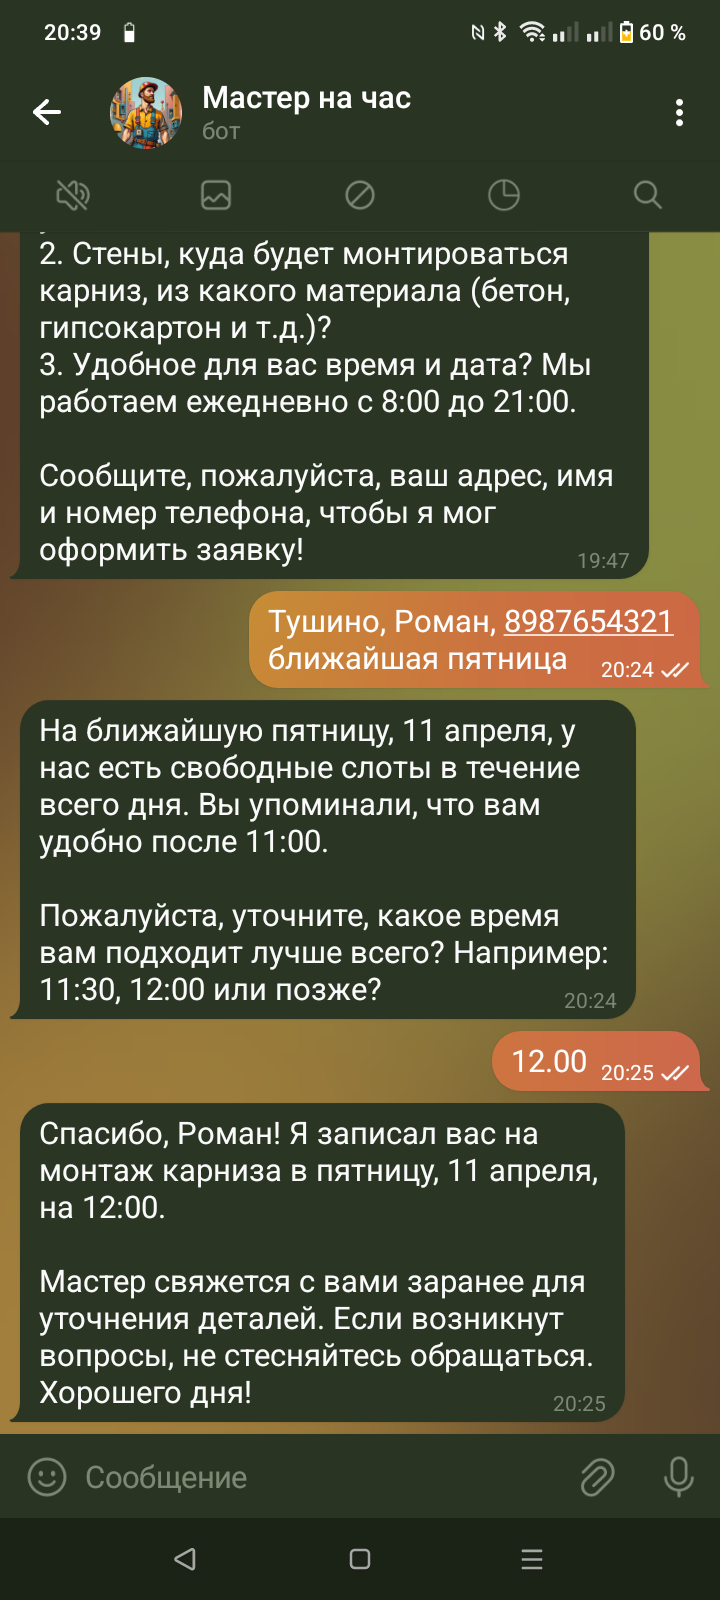 20:39
60 %
Мастер на час
бот
2. Стены, куда будет монтироваться
карниз, из какого материала (бетон,
гипсокартон и т.д.)?
3. Удобное для вас время и дата? Мы
работаем ежедневно с 8:00 до 21:00.
Сообщите, пожалуйста, ваш адрес, имя
и номер телефона, чтобы я мог
оформить заявку!
19:47
Тушино, Роман, 8987654321
ближайшая пятница
20:24
На ближайшую пятницу, 11 апреля, у
нас есть свободные слоты в течение
всего дня. Вы упоминали, что вам
удобно после 11:00.
Пожалуйста, уточните, какое время
вам подходит лучше всего? Например:
11:30, 12:00 или позже?
20:24
12.00
20:25
Спасибо, Роман! Я записал вас на
монтаж карниза в пятницу, 11 апреля,
на 12:00.
Мастер свяжется с вами заранее для
уточнения деталей. Если возникнут
вопросы, не стесняйтесь обращаться.
Хорошего дня!
20:25
Сообщение